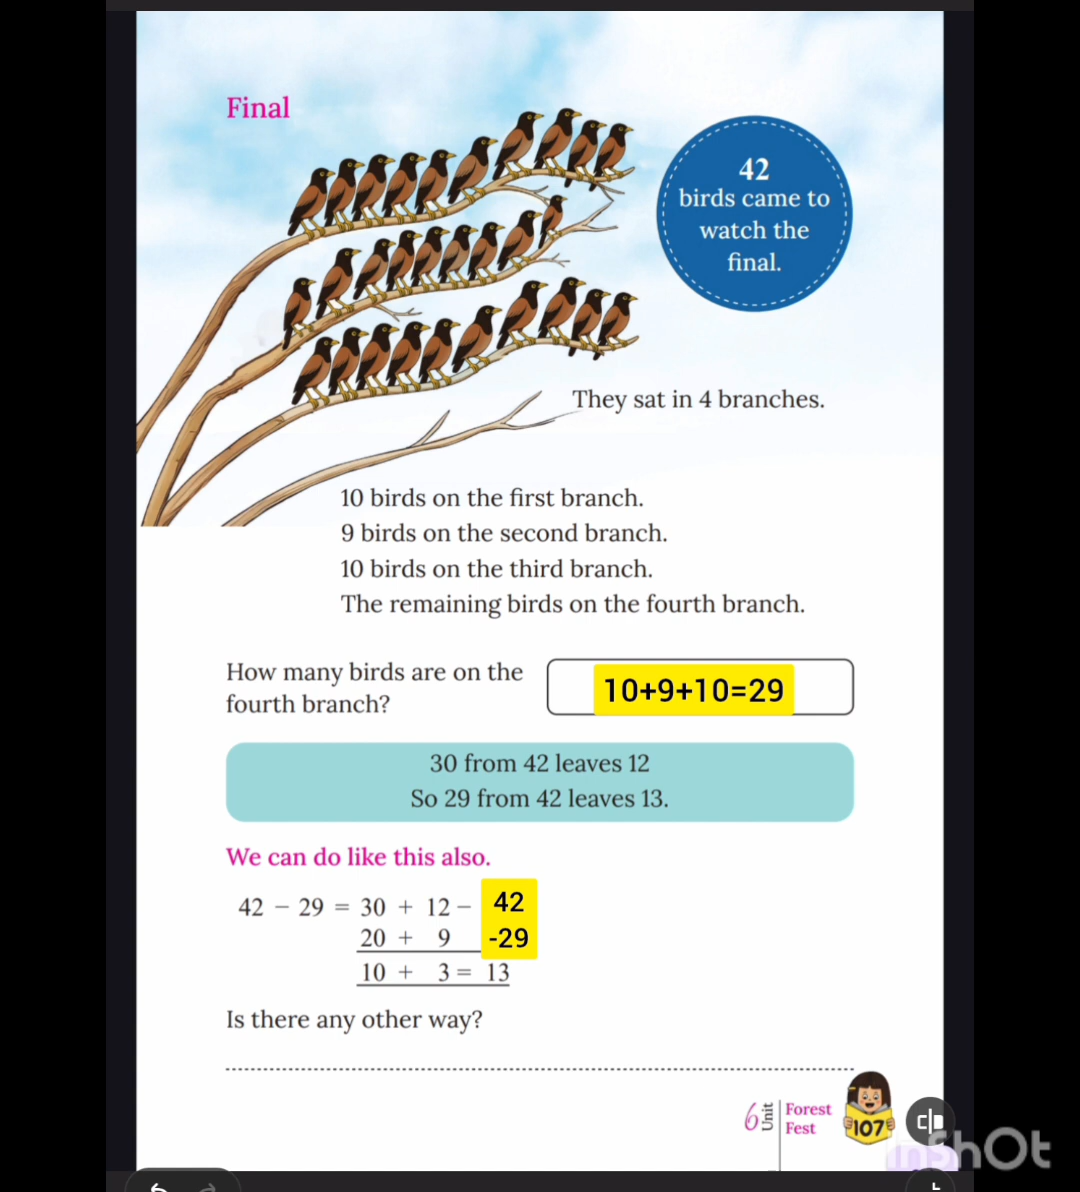 Final
42
birds came to
watch the
final.
They sat in 4 branches.
10 birds on the first branch.
9 birds on the second branch.
10 birds on the third branch.
The remaining birds on the fourth branch.
How many birds are on the
fourth branch?
10+9+10=29
30 from 42 leaves 12
So 29 from 42 leaves 13.
We can do like this also.
42 − 29 = 30 + 12 − 42
20 + 9 -29
10 + 3 = 13
Is there any other way?
6 Unit
Forest
Fest
107
InShOt